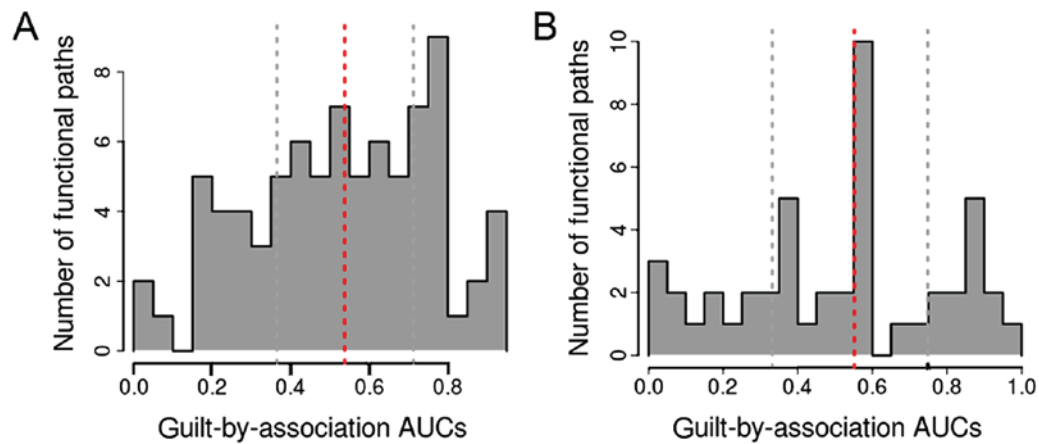 A
Number of functional paths
8
6
4
2
0
0.0 0.2 0.4 0.6 0.8
Guilt-by-association AUCs
B
Number of functional paths
10
8
6
4
2
0
0.0 0.2 0.4 0.6 0.8 1.0
Guilt-by-association AUCs